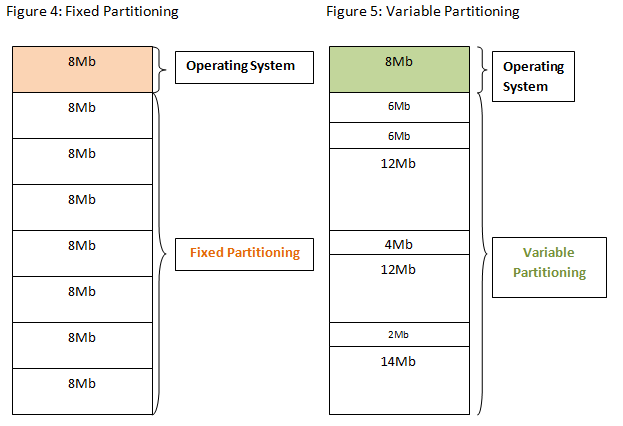 Figure 4: Fixed Partitioning
8Mb
Operating System
8Mb
8Mb
8Mb
8Mb
Fixed Partitioning
8Mb
8Mb
8Mb
Figure 5: Variable Partitioning
8Mb
Operating
System
6Mb
6Mb
12Mb
4Mb
12Mb
Variable
Partitioning
2Mb
14Mb